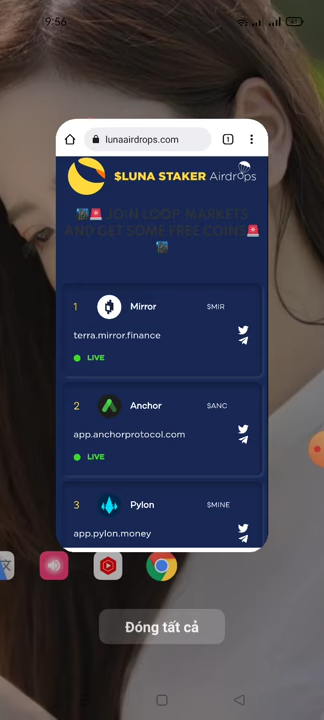 9:56
lunaairdrops.com
1
$LUNA STAKER Airdrops
JOIN LOOP MARKETS
AND GET SOME FREE COINS
1 Mirror $MIR
terra.mirror.finance
LIVE
2 Anchor $ANC
app.anchorprotocol.com
LIVE
3 Pylon $MINE
app.pylon.money
Đóng tất cả